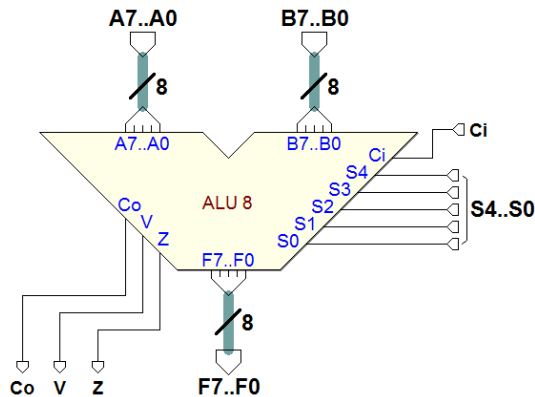 A7..A0 B7..B0
8 8
A7..A0 B7..B0
Ci
Ci
S4
S3
S2
S1
S0
S4..S0
ALU 8
Co
V
Z
F7..F0
8
Co V Z
F7..F0